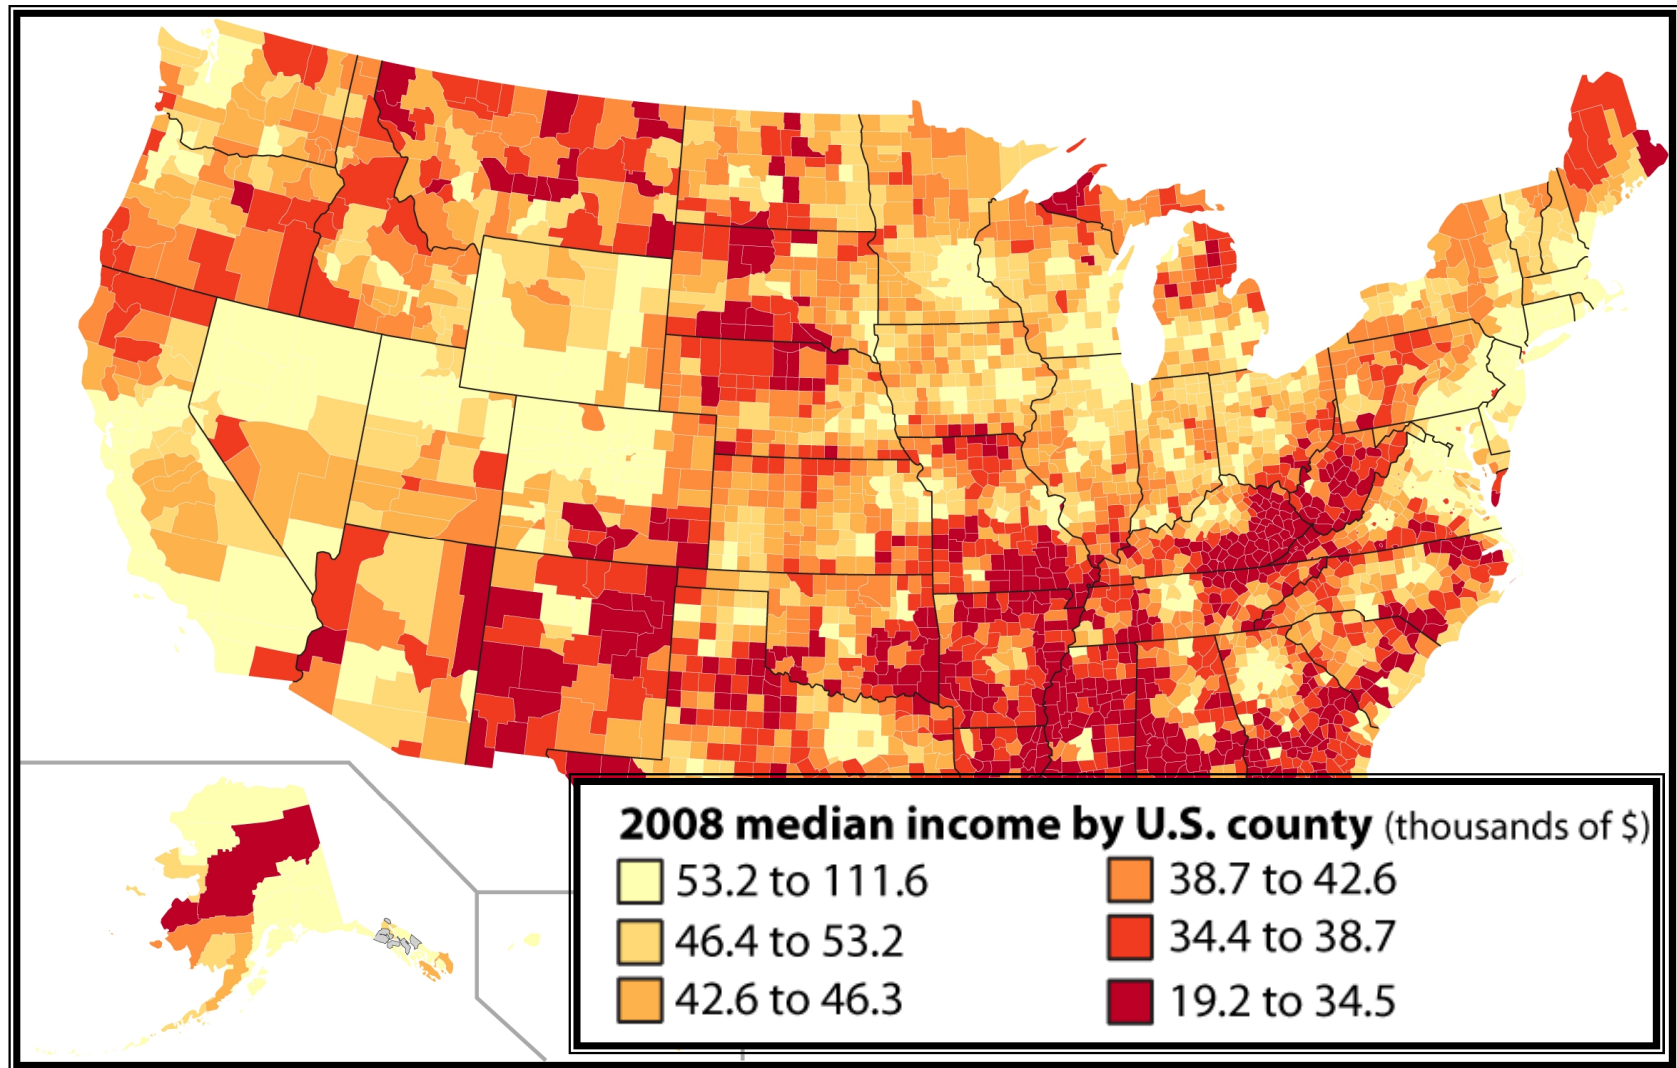 2008 median income by U.S. county (thousands of $)
53.2 to 111.6
46.4 to 53.2
42.6 to 46.3
38.7 to 42.6
34.4 to 38.7
19.2 to 34.5